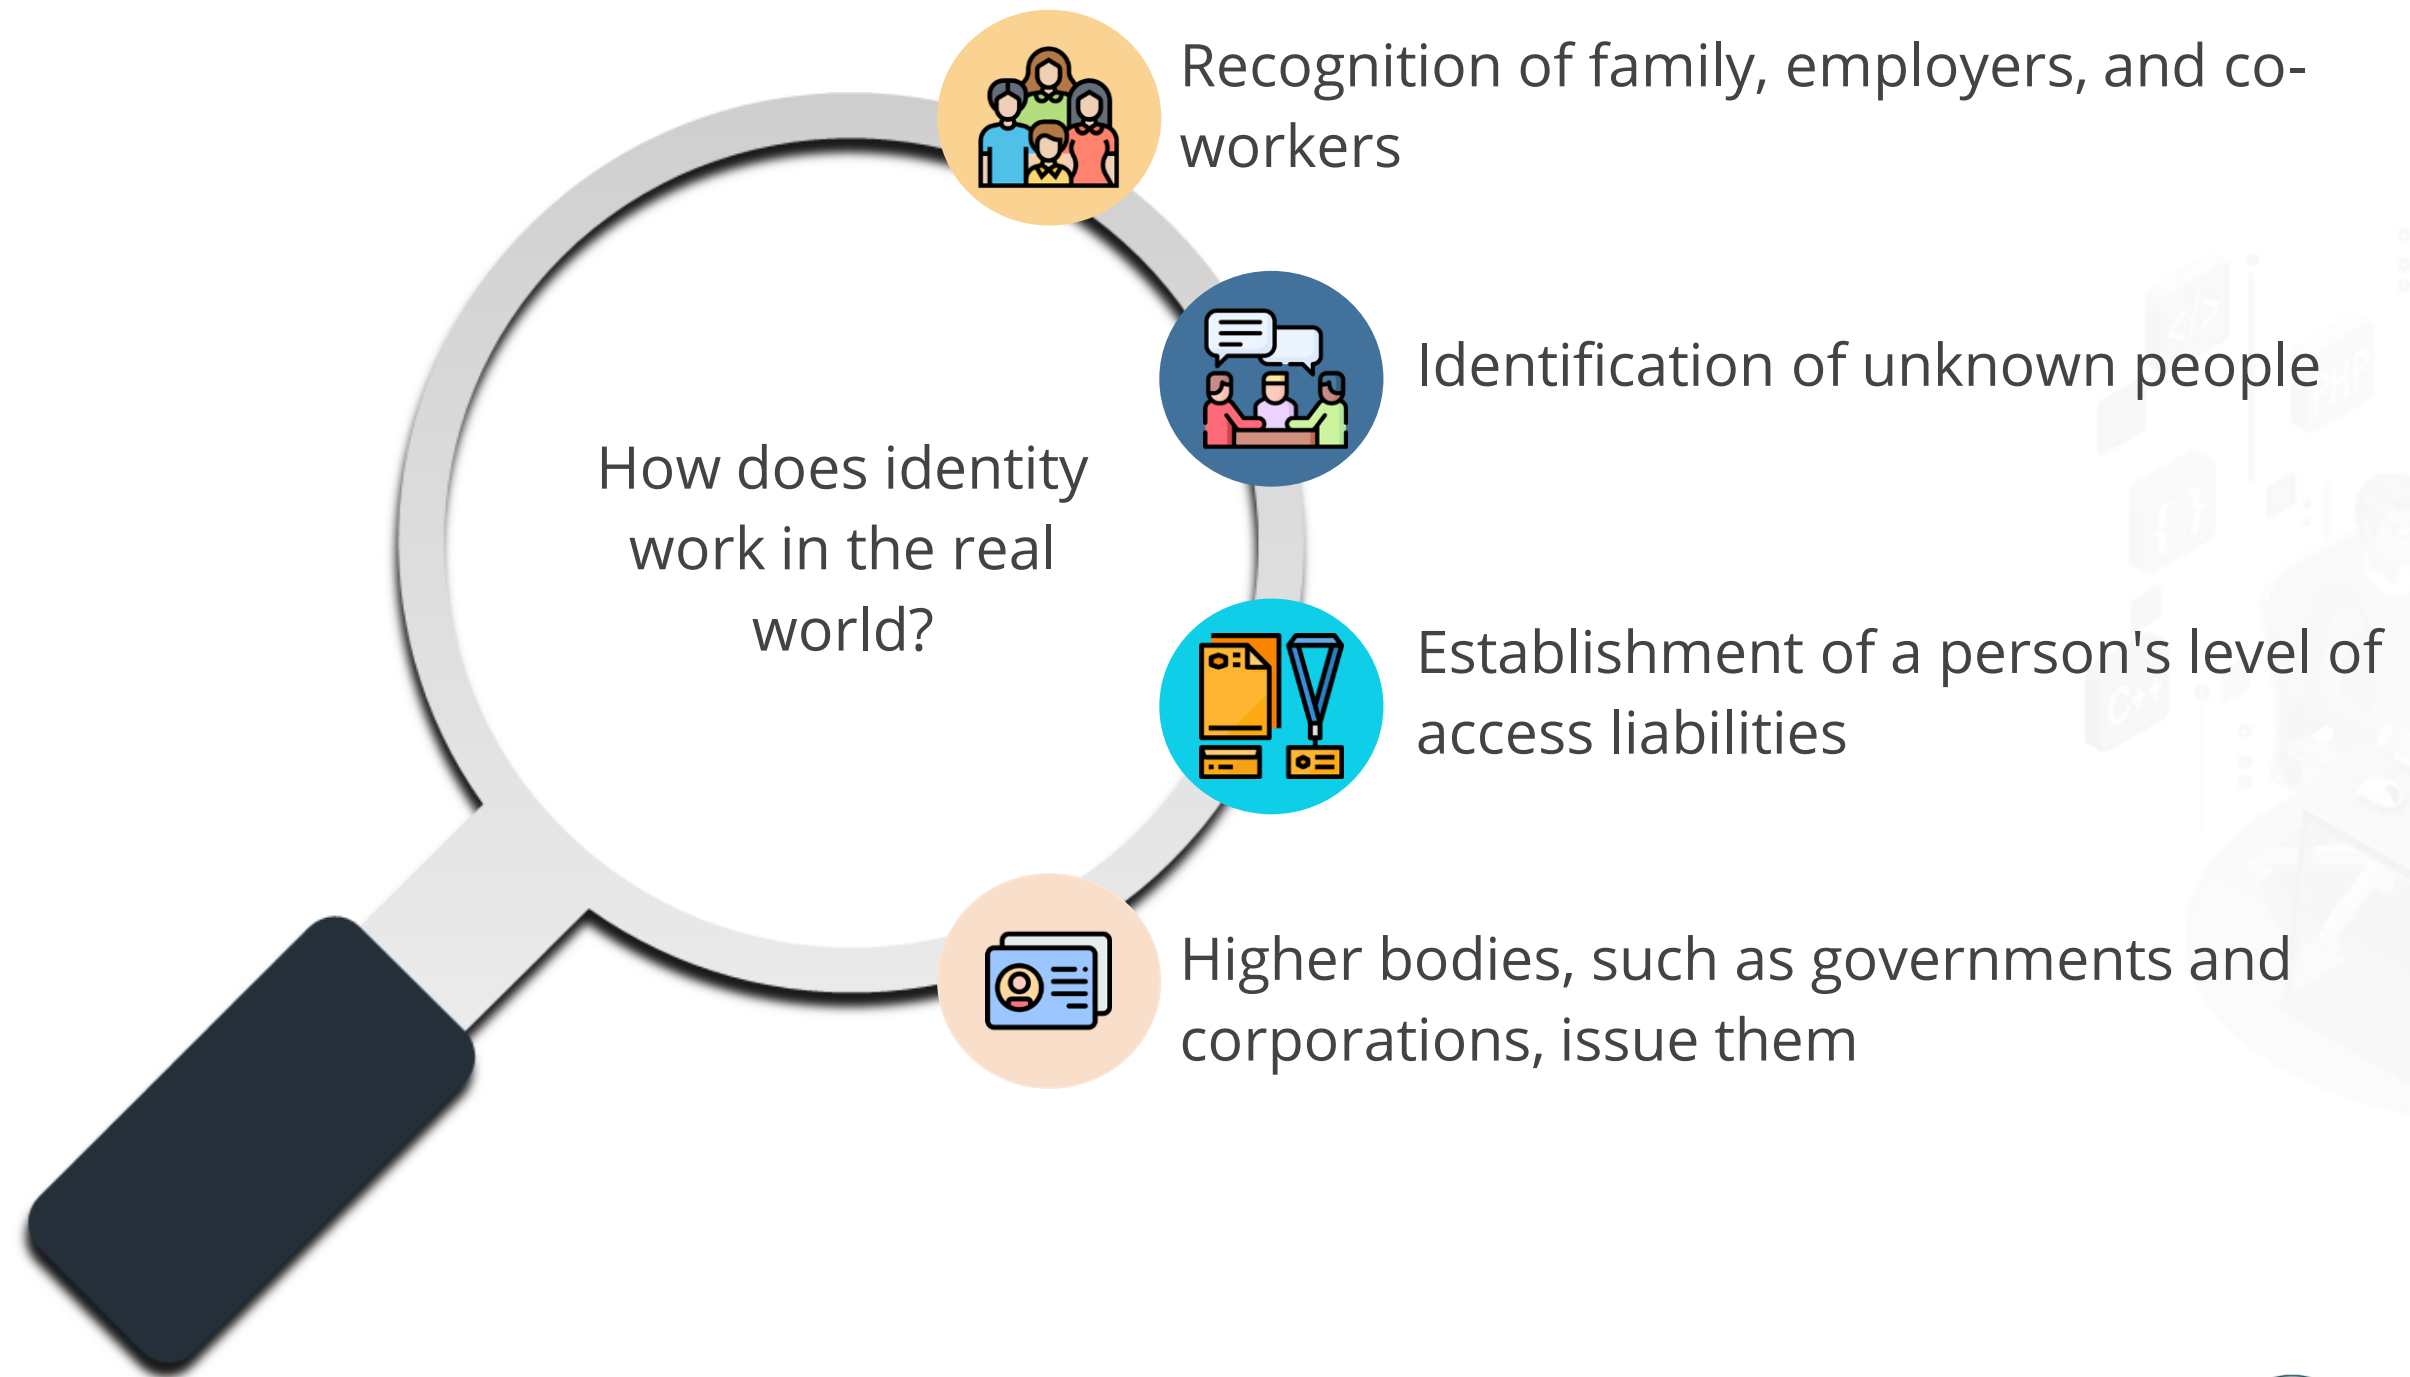 Recognition of family, employers, and co-
workers
Identification of unknown people
How does identity
work in the real
world?
Establishment of a person's level of
access liabilities
Higher bodies, such as governments and
corporations, issue them
</>
PHP
{ }
C++